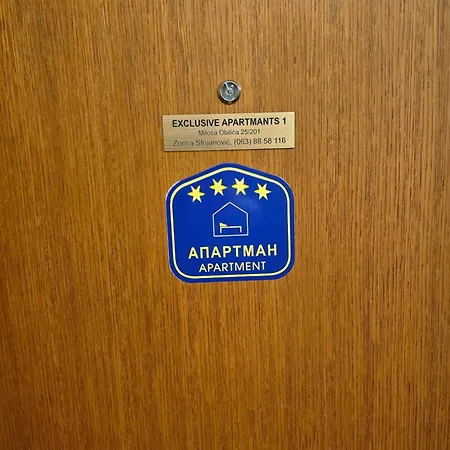 EXCLUSIVE APARTMANTS 1
Miloša Obilića 25/201
Zorica Stojanović, (063) 88 58 116
АПАРТМАН
APARTMENT